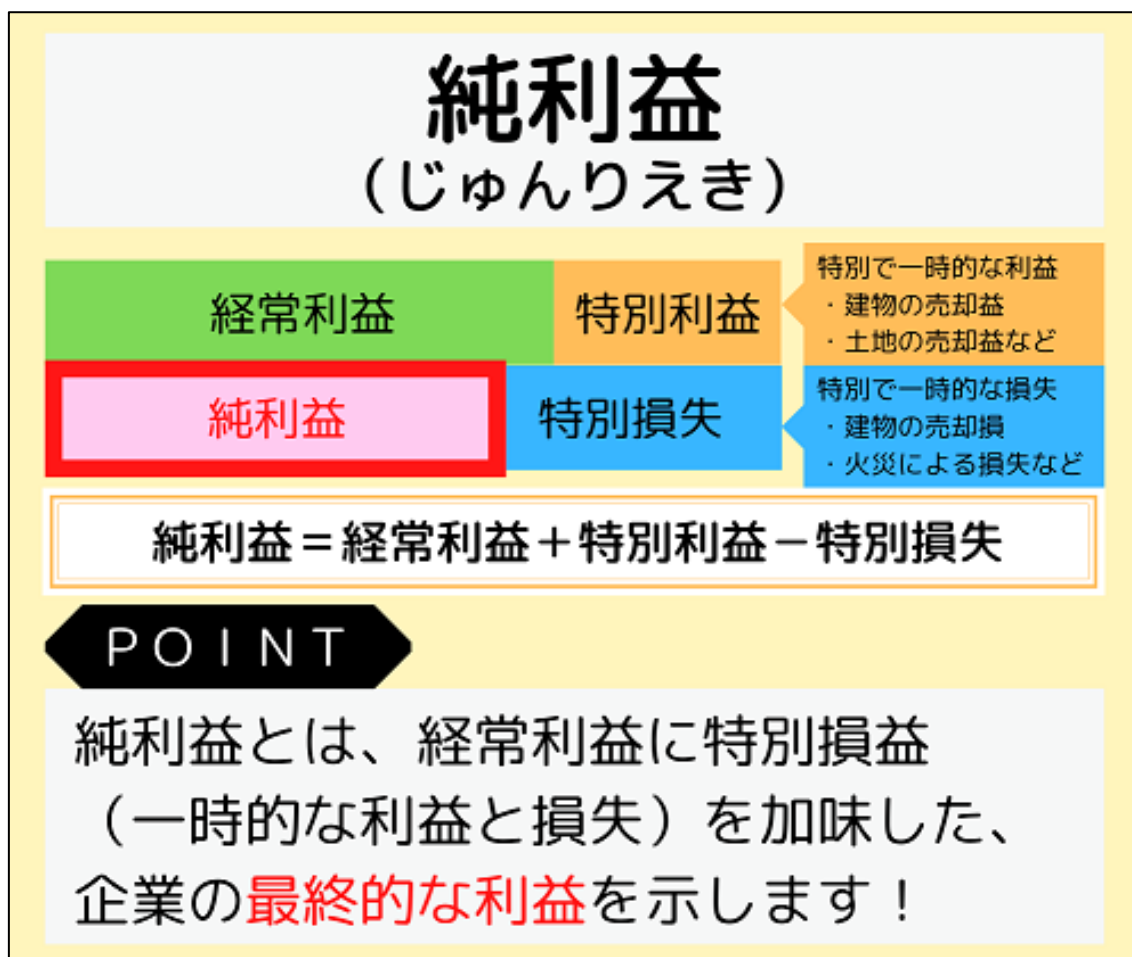 純利益
（じゅんりえき）
経常利益
特別利益
特別で一時的な利益
・建物の売却益
・土地の売却益など
純利益
特別損失
特別で一時的な損失
・建物の売却損
・火災による損失など
純利益＝経常利益＋特別利益－特別損失
ＰＯＩＮＴ
純利益とは、経常利益に特別損益
（一時的な利益と損失）を加味した、
企業の最終的な利益を示します！